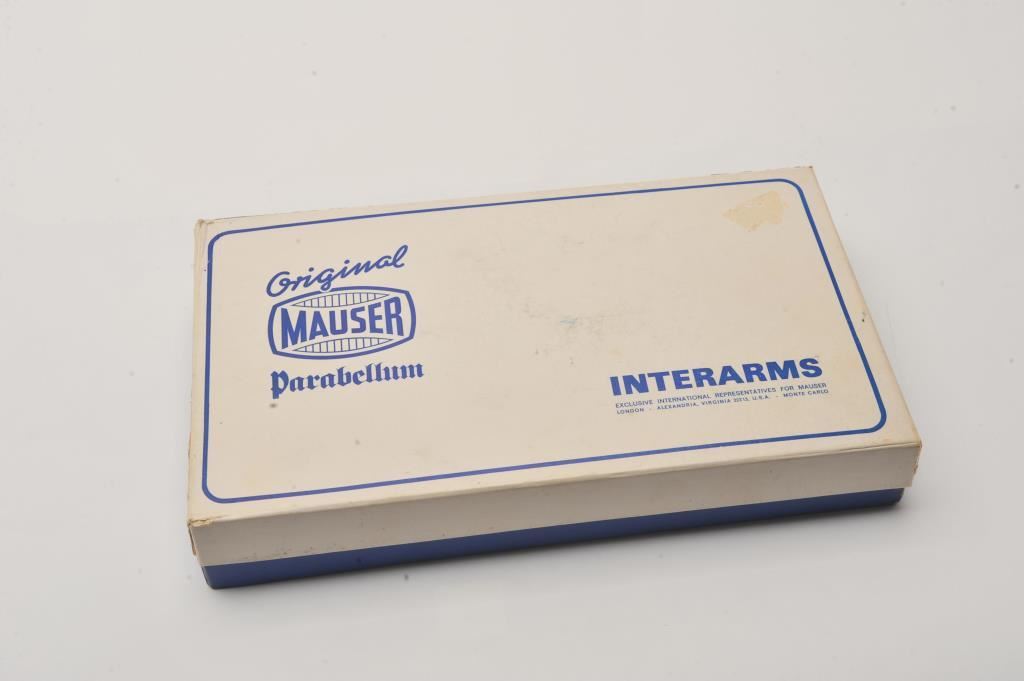 Original
MAUSER
Parabellum
INTERARMS
EXCLUSIVE INTERNATIONAL REPRESENTATIVES FOR MAUSER
LONDON - ALEXANDRIA, VIRGINIA 22313, U.S.A. - MONTE CARLO